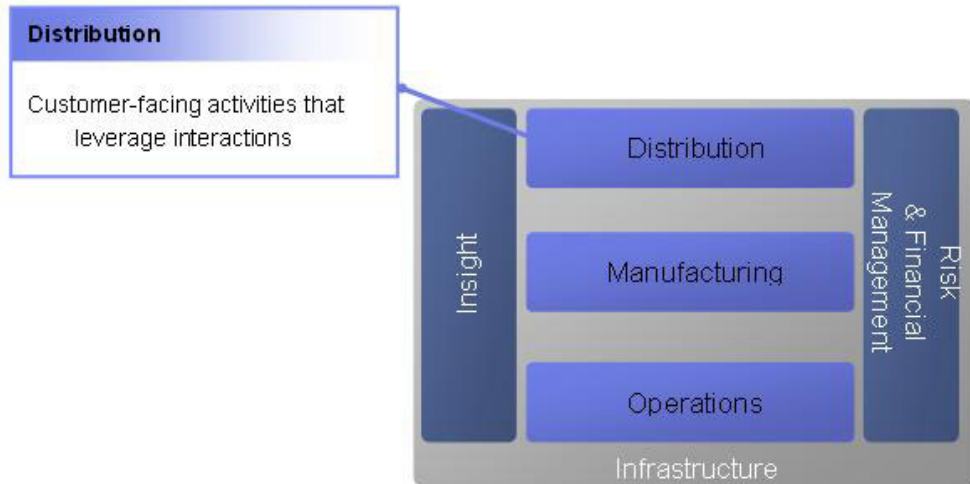 Distribution
Customer-facing activities that
leverage interactions
Distribution
Insight
Manufacturing
Operations
Risk
& Financial
Management
Infrastructure